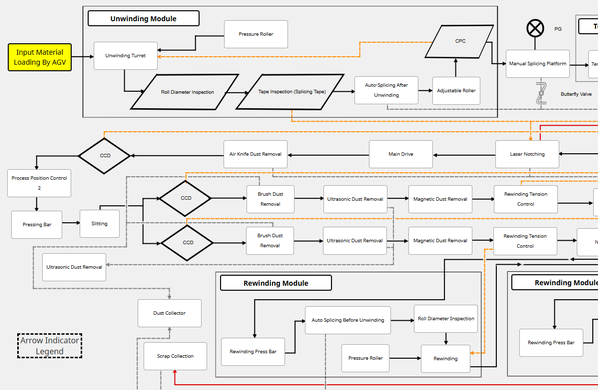 Unwinding Module
Input Material
Loading By AGV
Unwinding Turret
Pressure Roller
CPC
PG
Manual Splicing Platform
Roll Diameter Inspection
Tape Inspection (Splicing Tape)
Auto-Splicing After
Unwinding
Adjustable Roller
Butterfly Valve
CCD
Air Knife Dust Removal
Main Drive
Laser Notching
Process Position Control
2
Pressing Bar
Slitting
CCD
Brush Dust
Removal
Ultrasonic Dust Removal
Magnetic Dust Removal
Rewinding Tension
Control
CCD
Brush Dust
Removal
Ultrasonic Dust Removal
Magnetic Dust Removal
Rewinding Tension
Control
Ultrasonic Dust Removal
Rewinding Module
Rewinding Modul
Dust Collector
Auto Splicing Before Unwinding
Roll Diameter Inspection
Arrow Indicator
Legend
Scrap Collection
Rewinding Press Bar
Pressure Roller
Rewinding
Rewinding Press Bar